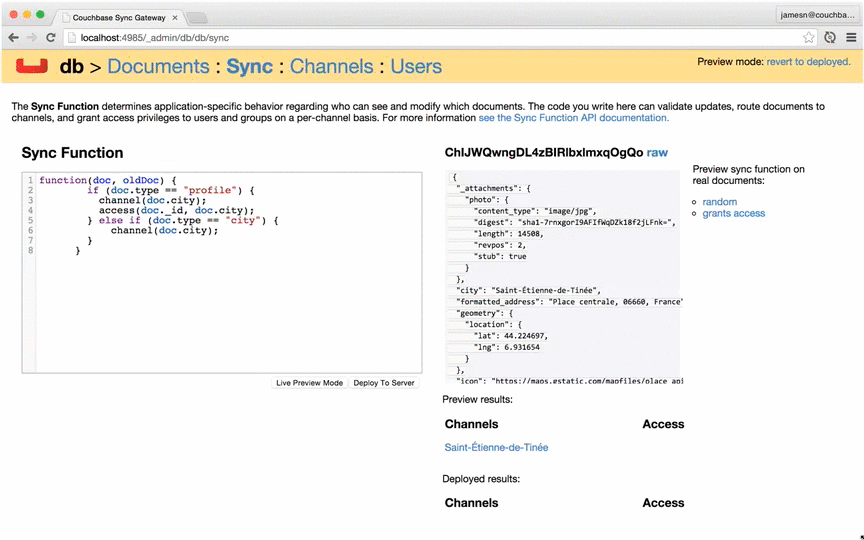 Couchbase Sync Gateway
jamesn@couchba...
localhost:4985/_admin/db/db/sync
db > Documents : Sync : Channels : Users
Preview mode: revert to deployed.
The Sync Function determines application-specific behavior regarding who can see and modify which documents. The code you write here can validate updates, route documents to
channels, and grant access privileges to users and groups on a per-channel basis. For more information see the Sync Function API documentation.
Sync Function
1 function(doc, oldDoc) {
2 if (doc.type == "profile") {
3 channel(doc.city);
4 access(doc._id, doc.city);
5 } else if (doc.type == "city") {
6 channel(doc.city);
7 }
8 }
Live Preview Mode
Deploy To Server
ChIJWQwngDL4zBIRlbxlmxqOgQo raw
{
"_attachments": {
"photo": {
"content_type": "image/jpg",
"digest": "sha1-7rnxgorI9AFIfWqDZk18f2jLFnk=",
"length": 14508,
"revpos": 2,
"stub": true
}
},
"city": "Saint-Étienne-de-Tinée",
"formatted_address": "Place centrale, 06660, France"
"geometry": {
"location": {
"lat": 44.224697,
"lng": 6.931654
}
},
"icon": "https://maps.gstatic.com/mapfiles/place_api
Preview sync function on
real documents:
random
grants access
Preview results:
Channels Access
Saint-Étienne-de-Tinée
Deployed results:
Channels Access